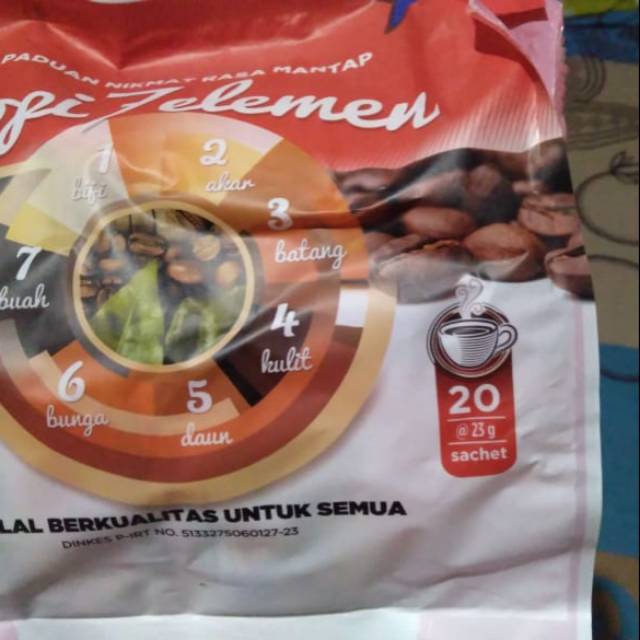 PADUAN NIKMAT RASA MANTAP
ofi 7elemen
1
biji
2
akar
3
batang
4
kulit
5
daun
6
bunga
7
buah
20
@ 23 g
sachet
LAL BERKUALITAS UNTUK SEMUA
DINKES P-IRT NO. 5133275060127-23